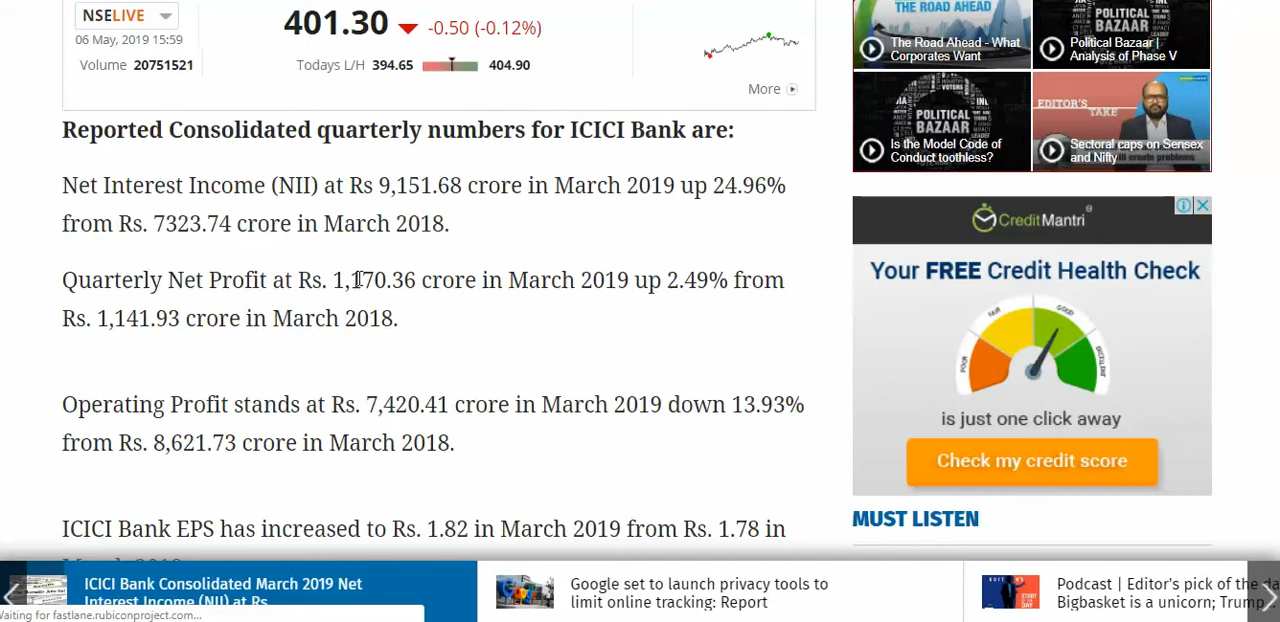 NSELIVE
06 May, 2019 15:59
Volume 20751521
401.30 -0.50 (-0.12%)
Todays L/H 394.65 404.90
More
Reported Consolidated quarterly numbers for ICICI Bank are:
Net Interest Income (NII) at Rs 9,151.68 crore in March 2019 up 24.96%
from Rs. 7323.74 crore in March 2018.
Quarterly Net Profit at Rs. 1,170.36 crore in March 2019 up 2.49% from
Rs. 1,141.93 crore in March 2018.
Operating Profit stands at Rs. 7,420.41 crore in March 2019 down 13.93%
from Rs. 8,621.73 crore in March 2018.
ICICI Bank EPS has increased to Rs. 1.82 in March 2019 from Rs. 1.78 in
THE ROAD AHEAD
The Road Ahead - What
Corporates Want
POLITICAL
BAZAAR
Political Bazaar |
Analysis of Phase V
POLITICAL
BAZAAR
Is the Model Code of
Conduct toothless?
EDITOR'S
TAKE
Sectoral caps on Sensex
and Nifty
CreditMantri
Your FREE Credit Health Check
POOR
FAIR
GOOD
EXCELLENT
is just one click away
Check my credit score
MUST LISTEN
ICICI Bank Consolidated March 2019 Net
Interest Income (NII) at Rs
Google set to launch privacy tools to
limit online tracking: Report
Podcast | Editor's pick of the da
Bigbasket is a unicorn; Trump
Waiting for fastlane.rubiconproject.com...